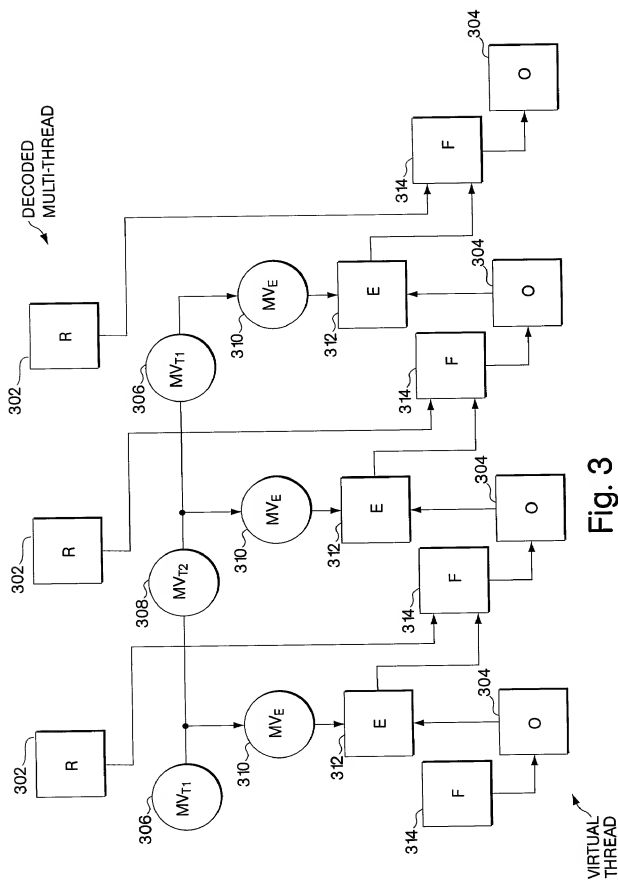 DECODED
MULTI-THREAD
302
R
302
R
302
R
306
MVT1
308
MVT2
306
MVT1
310
MVE
310
MVE
310
MVE
312
E
312
E
312
E
314
F
314
F
314
F
314
F
304
O
304
O
304
O
304
O
VIRTUAL
THREAD
Fig. 3